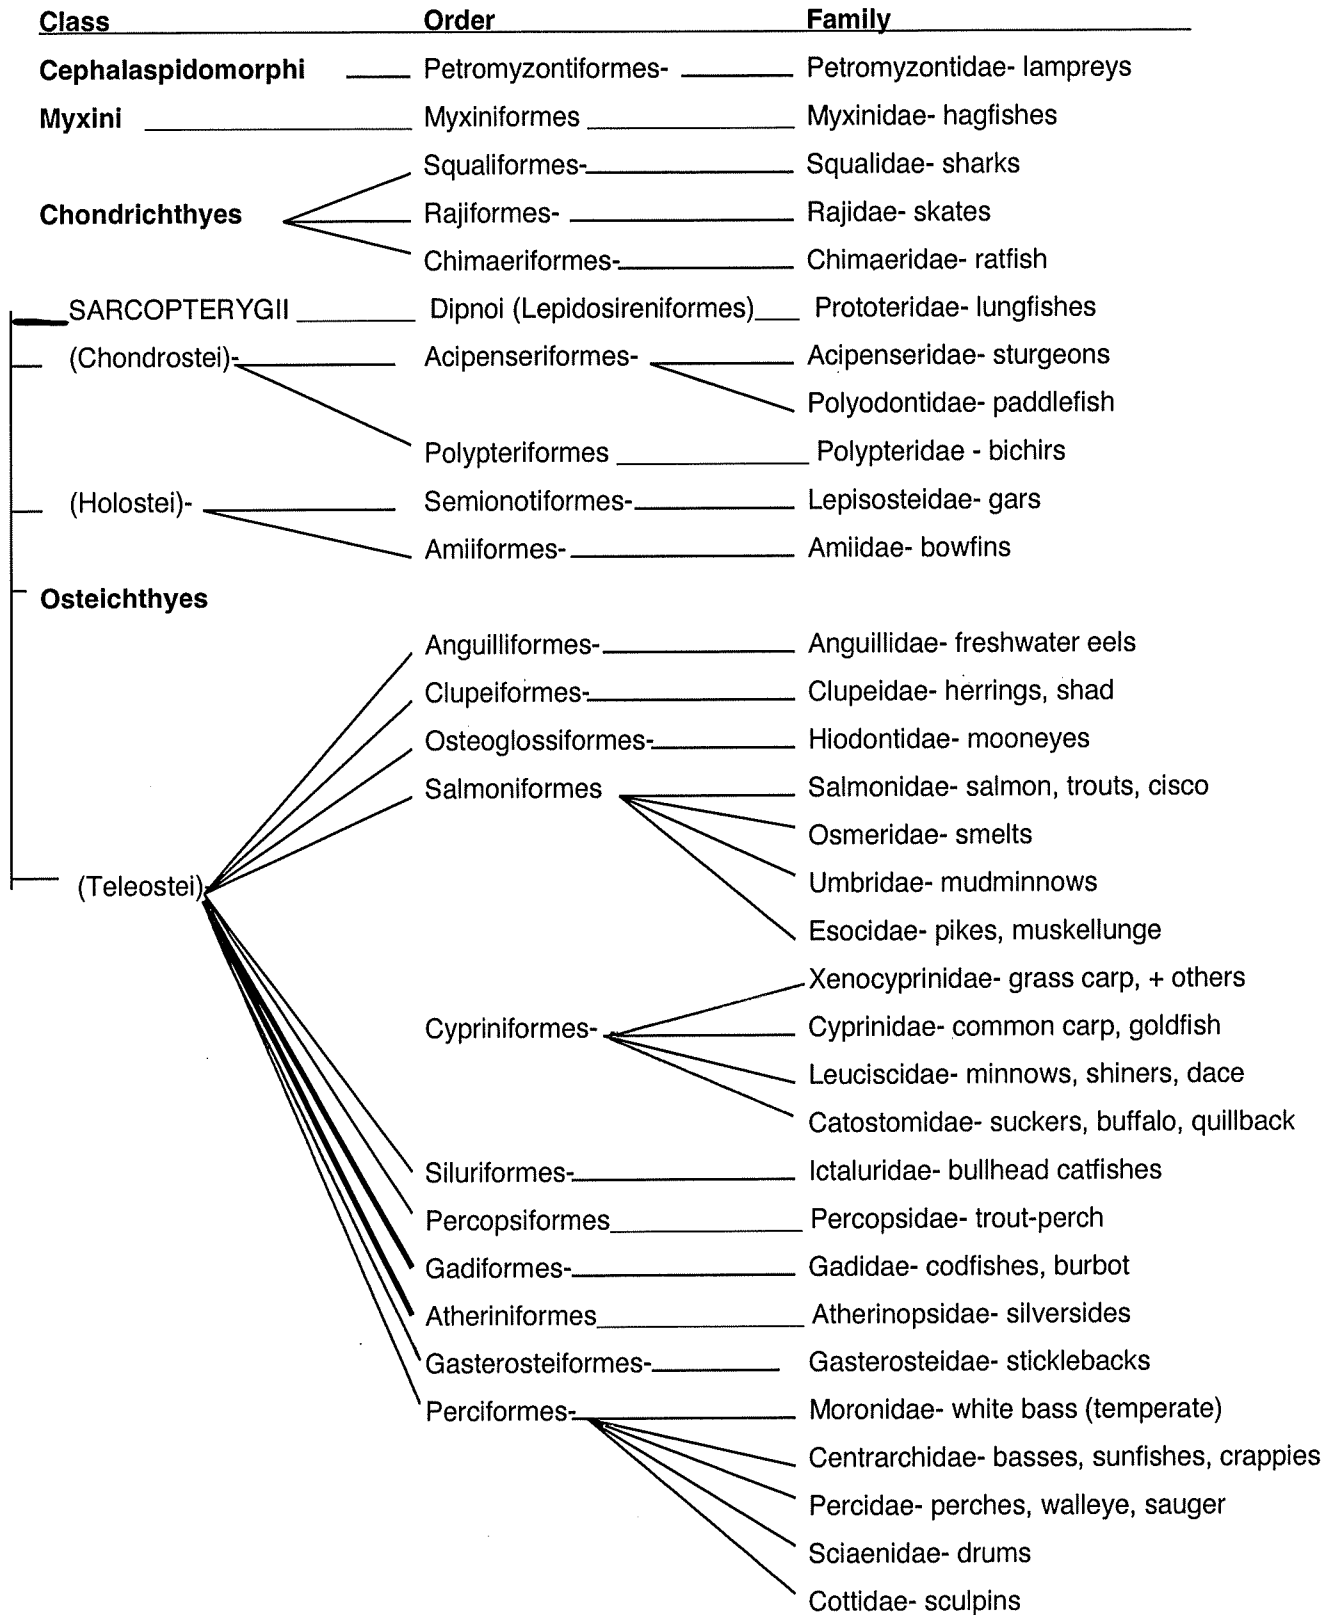 Class Order Family
Cephalaspidomorphi Petromyzontiformes- Petromyzontidae- lampreys
Myxini Myxiniformes Myxinidae- hagfishes
Squaliformes- Squalidae- sharks
Chondrichthyes Rajiformes- Rajidae- skates
Chimaeriformes- Chimaeridae- ratfish
SARCOPTERYGII Dipnoi (Lepidosireniformes) Prototeridae- lungfishes
(Chondrostei)- Acipenseriformes- Acipenseridae- sturgeons
Polyodontidae- paddlefish
Polypteriformes Polypteridae - bichirs
(Holostei)- Semionotiformes- Lepisosteidae- gars
Amiiformes- Amiidae- bowfins
Osteichthyes
Anguilliformes- Anguillidae- freshwater eels
Clupeiformes- Clupeidae- herrings, shad
Osteoglossiformes- Hiodontidae- mooneyes
Salmoniformes Salmonidae- salmon, trouts, cisco
Osmeridae- smelts
(Teleostei)- Umbridae- mudminnows
Esocidae- pikes, muskellunge
Xenocyprinidae- grass carp, + others
Cypriniformes- Cyprinidae- common carp, goldfish
Leuciscidae- minnows, shiners, dace
Catostomidae- suckers, buffalo, quillback
Siluriformes- Ictaluridae- bullhead catfishes
Percopsiformes Percopsidae- trout-perch
Gadiformes- Gadidae- codfishes, burbot
Atheriniformes Atherinopsidae- silversides
Gasterosteiformes- Gasterosteidae- sticklebacks
Perciformes- Moronidae- white bass (temperate)
Centrarchidae- basses, sunfishes, crappies
Percidae- perches, walleye, sauger
Sciaenidae- drums
Cottidae- sculpins